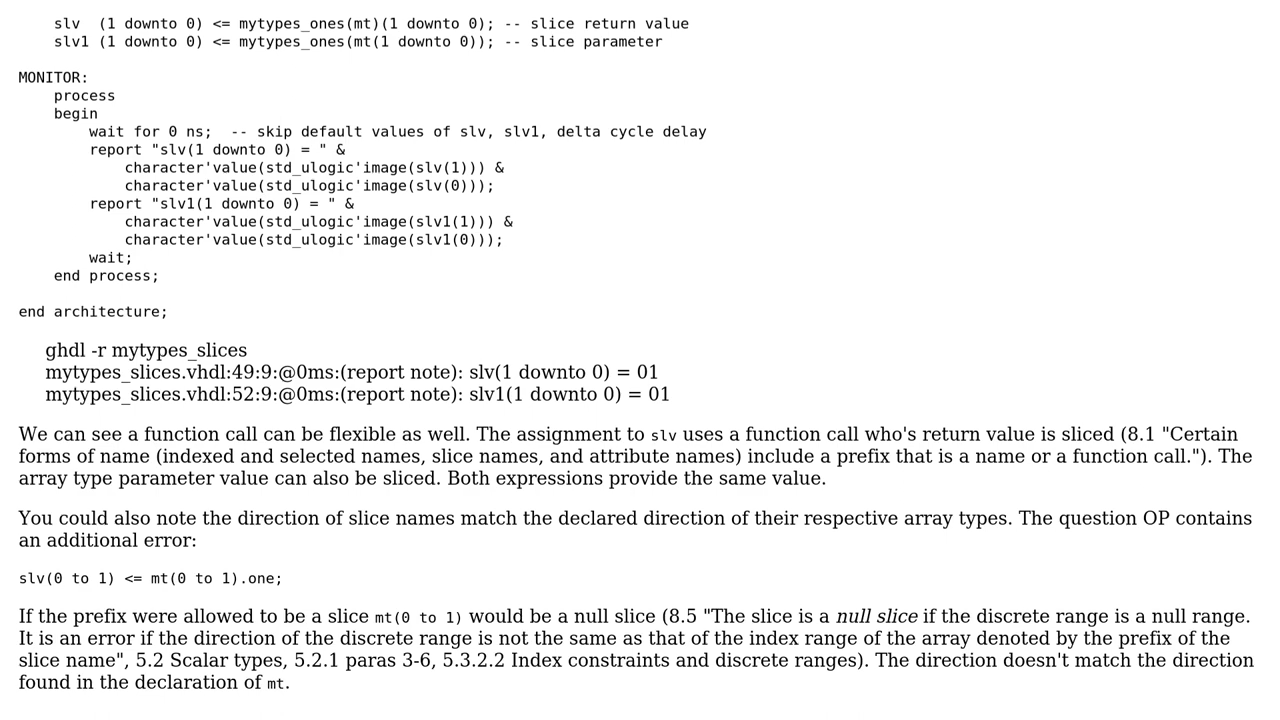 slv  (1 downto 0) <= mytypes_ones(mt)(1 downto 0); -- slice return value
slv1 (1 downto 0) <= mytypes_ones(mt(1 downto 0)); -- slice parameter
MONITOR:
process
begin
wait for 0 ns;  -- skip default values of slv, slv1, delta cycle delay
report "slv(1 downto 0) = " &
character'value(std_ulogic'image(slv(1))) &
character'value(std_ulogic'image(slv(0)));
report "slv1(1 downto 0) = " &
character'value(std_ulogic'image(slv1(1))) &
character'value(std_ulogic'image(slv1(0)));
wait;
end process;
end architecture;
ghdl -r mytypes_slices
mytypes_slices.vhdl:49:9:@0ms:(report note): slv(1 downto 0) = 01
mytypes_slices.vhdl:52:9:@0ms:(report note): slv1(1 downto 0) = 01
We can see a function call can be flexible as well. The assignment to slv uses a function call who's return value is sliced (8.1 "Certain
forms of name (indexed and selected names, slice names, and attribute names) include a prefix that is a name or a function call."). The
array type parameter value can also be sliced. Both expressions provide the same value.
You could also note the direction of slice names match the declared direction of their respective array types. The question OP contains
an additional error:
slv(0 to 1) <= mt(0 to 1).one;
If the prefix were allowed to be a slice mt(0 to 1) would be a null slice (8.5 "The slice is a null slice if the discrete range is a null range.
It is an error if the direction of the discrete range is not the same as that of the index range of the array denoted by the prefix of the
slice name", 5.2 Scalar types, 5.2.1 paras 3-6, 5.3.2.2 Index constraints and discrete ranges). The direction doesn't match the direction
found in the declaration of mt.